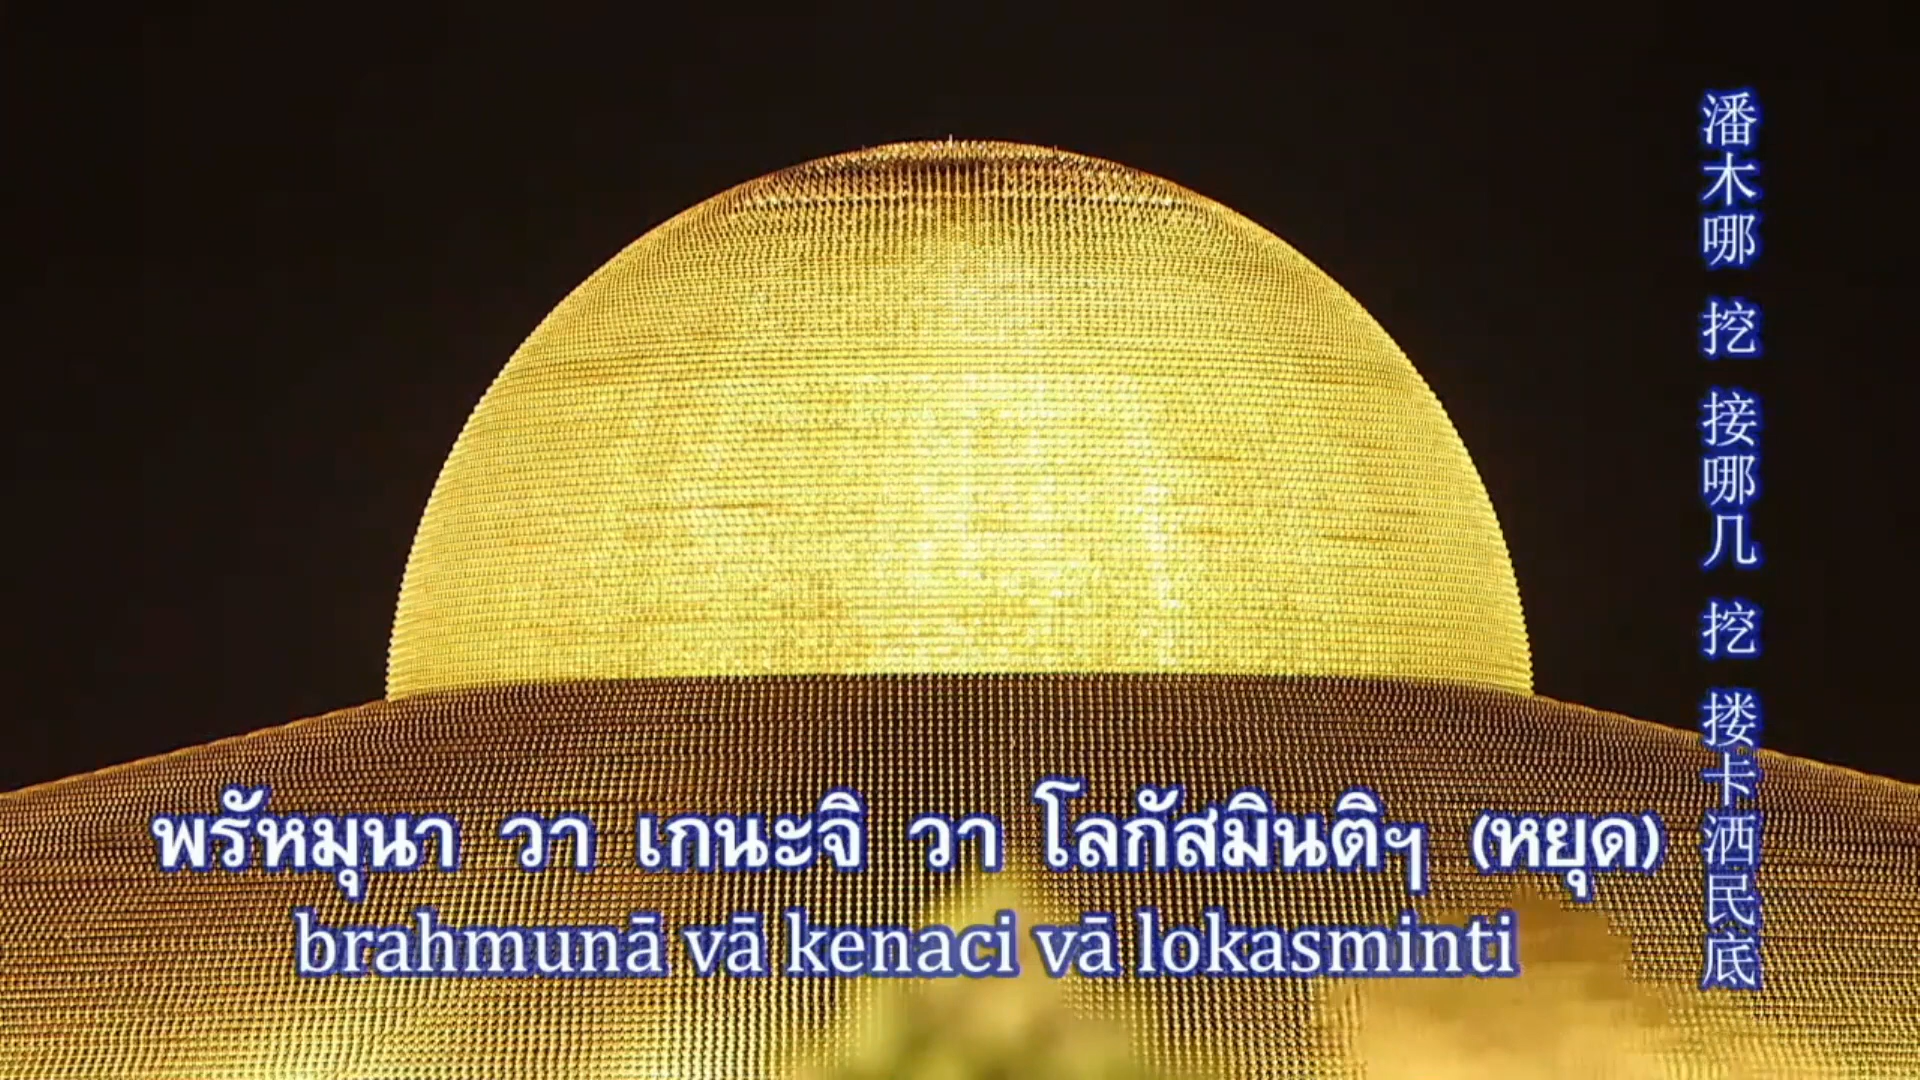 พรัหมุนา วา เกนะจิ วา โลกัสมินติฯ (หยุด)
brahmunā vā kenaci vā lokasminti
潘木哪 挖 接哪几 挖 搂卡洒民底